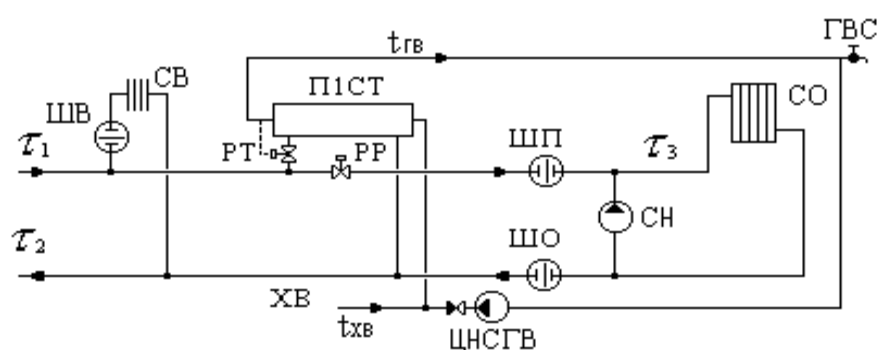 ГВС
tгв
СВ
П1СТ
СО
ШВ
τ1
РТ
РР
ШП
τ3
СН
τ2
ШО
ХВ
tхв
ЦНСГВ